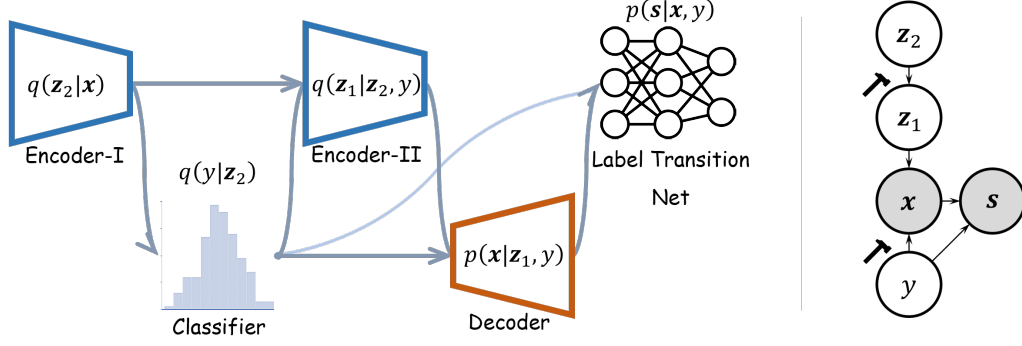 p(s|x, y)
q(z₂|x)
q(z₁|z₂, y)
Encoder-I
Encoder-II
Label Transition
Net
q(y|z₂)
p(x|z₁, y)
Classifier
Decoder
z₂
z₁
x
s
y